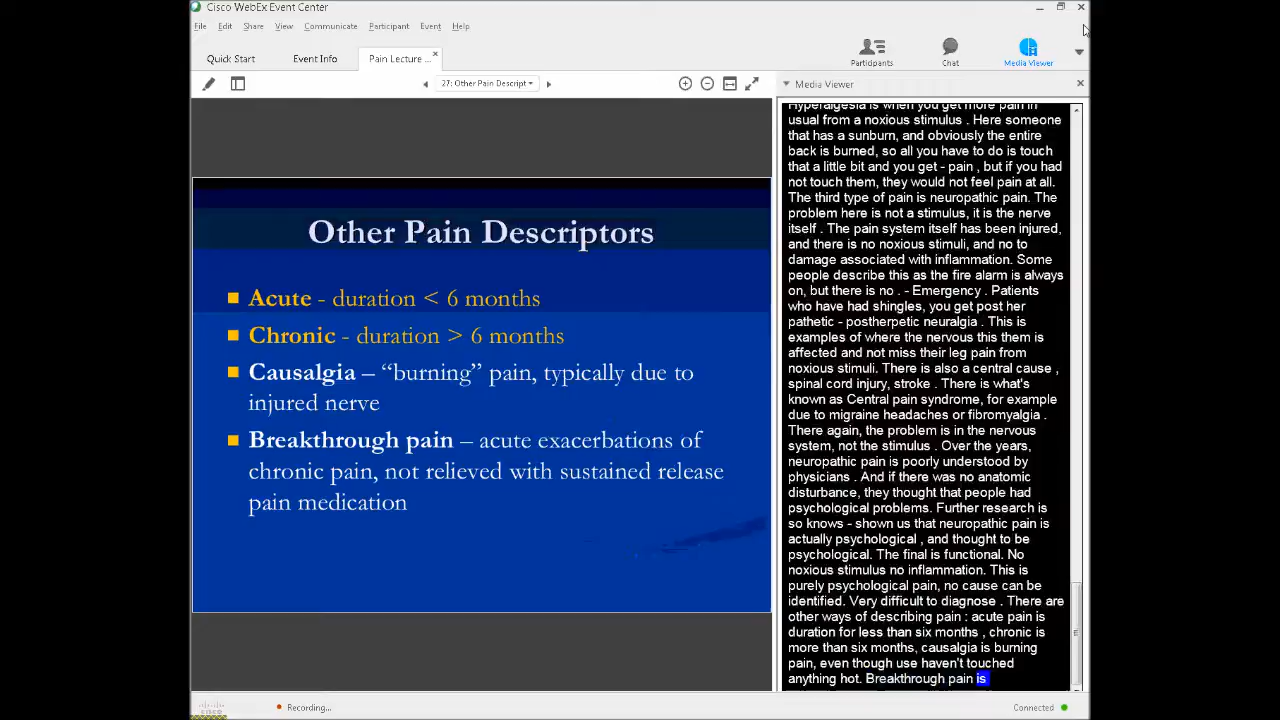 Cisco WebEx Event Center
File Edit Share View Communicate Participant Event Help
Quick Start Event Info Pain Lecture ...
Participants Chat Media Viewer
27: Other Pain Descript
Media Viewer
Other Pain Descriptors
Acute - duration < 6 months
Chronic - duration > 6 months
Causalgia – “burning” pain, typically due to
injured nerve
Breakthrough pain – acute exacerbations of
chronic pain, not relieved with sustained release
pain medication
Hyperalgesia is when you get more pain in
usual from a noxious stimulus . Here someone
that has a sunburn, and obviously the entire
back is burned, so all you have to do is touch
that a little bit and you get - pain , but if you had
not touch them, they would not feel pain at all.
The third type of pain is neuropathic pain. The
problem here is not a stimulus, it is the nerve
itself . The pain system itself has been injured,
and there is no noxious stimuli, and no to
damage associated with inflammation. Some
people describe this as the fire alarm is always
on, but there is no . - Emergency . Patients
who have had shingles, you get post her
pathetic - postherpetic neuralgia . This is
examples of where the nervous this them is
affected and not miss their leg pain from
noxious stimuli. There is also a central cause ,
spinal cord injury, stroke . There is what's
known as Central pain syndrome, for example
due to migraine headaches or fibromyalgia .
There again, the problem is in the nervous
system, not the stimulus . Over the years,
neuropathic pain is poorly understood by
physicians . And if there was no anatomic
disturbance, they thought that people had
psychological problems. Further research is
so knows - shown us that neuropathic pain is
actually psychological , and thought to be
psychological. The final is functional. No
noxious stimulus no inflammation. This is
purely psychological pain, no cause can be
identified. Very difficult to diagnose . There are
other ways of describing pain : acute pain is
duration for less than six months , chronic is
more than six months, causalgia is burning
pain, even though use haven't touched
anything hot. Breakthrough pain is
cisco Recording... Connected